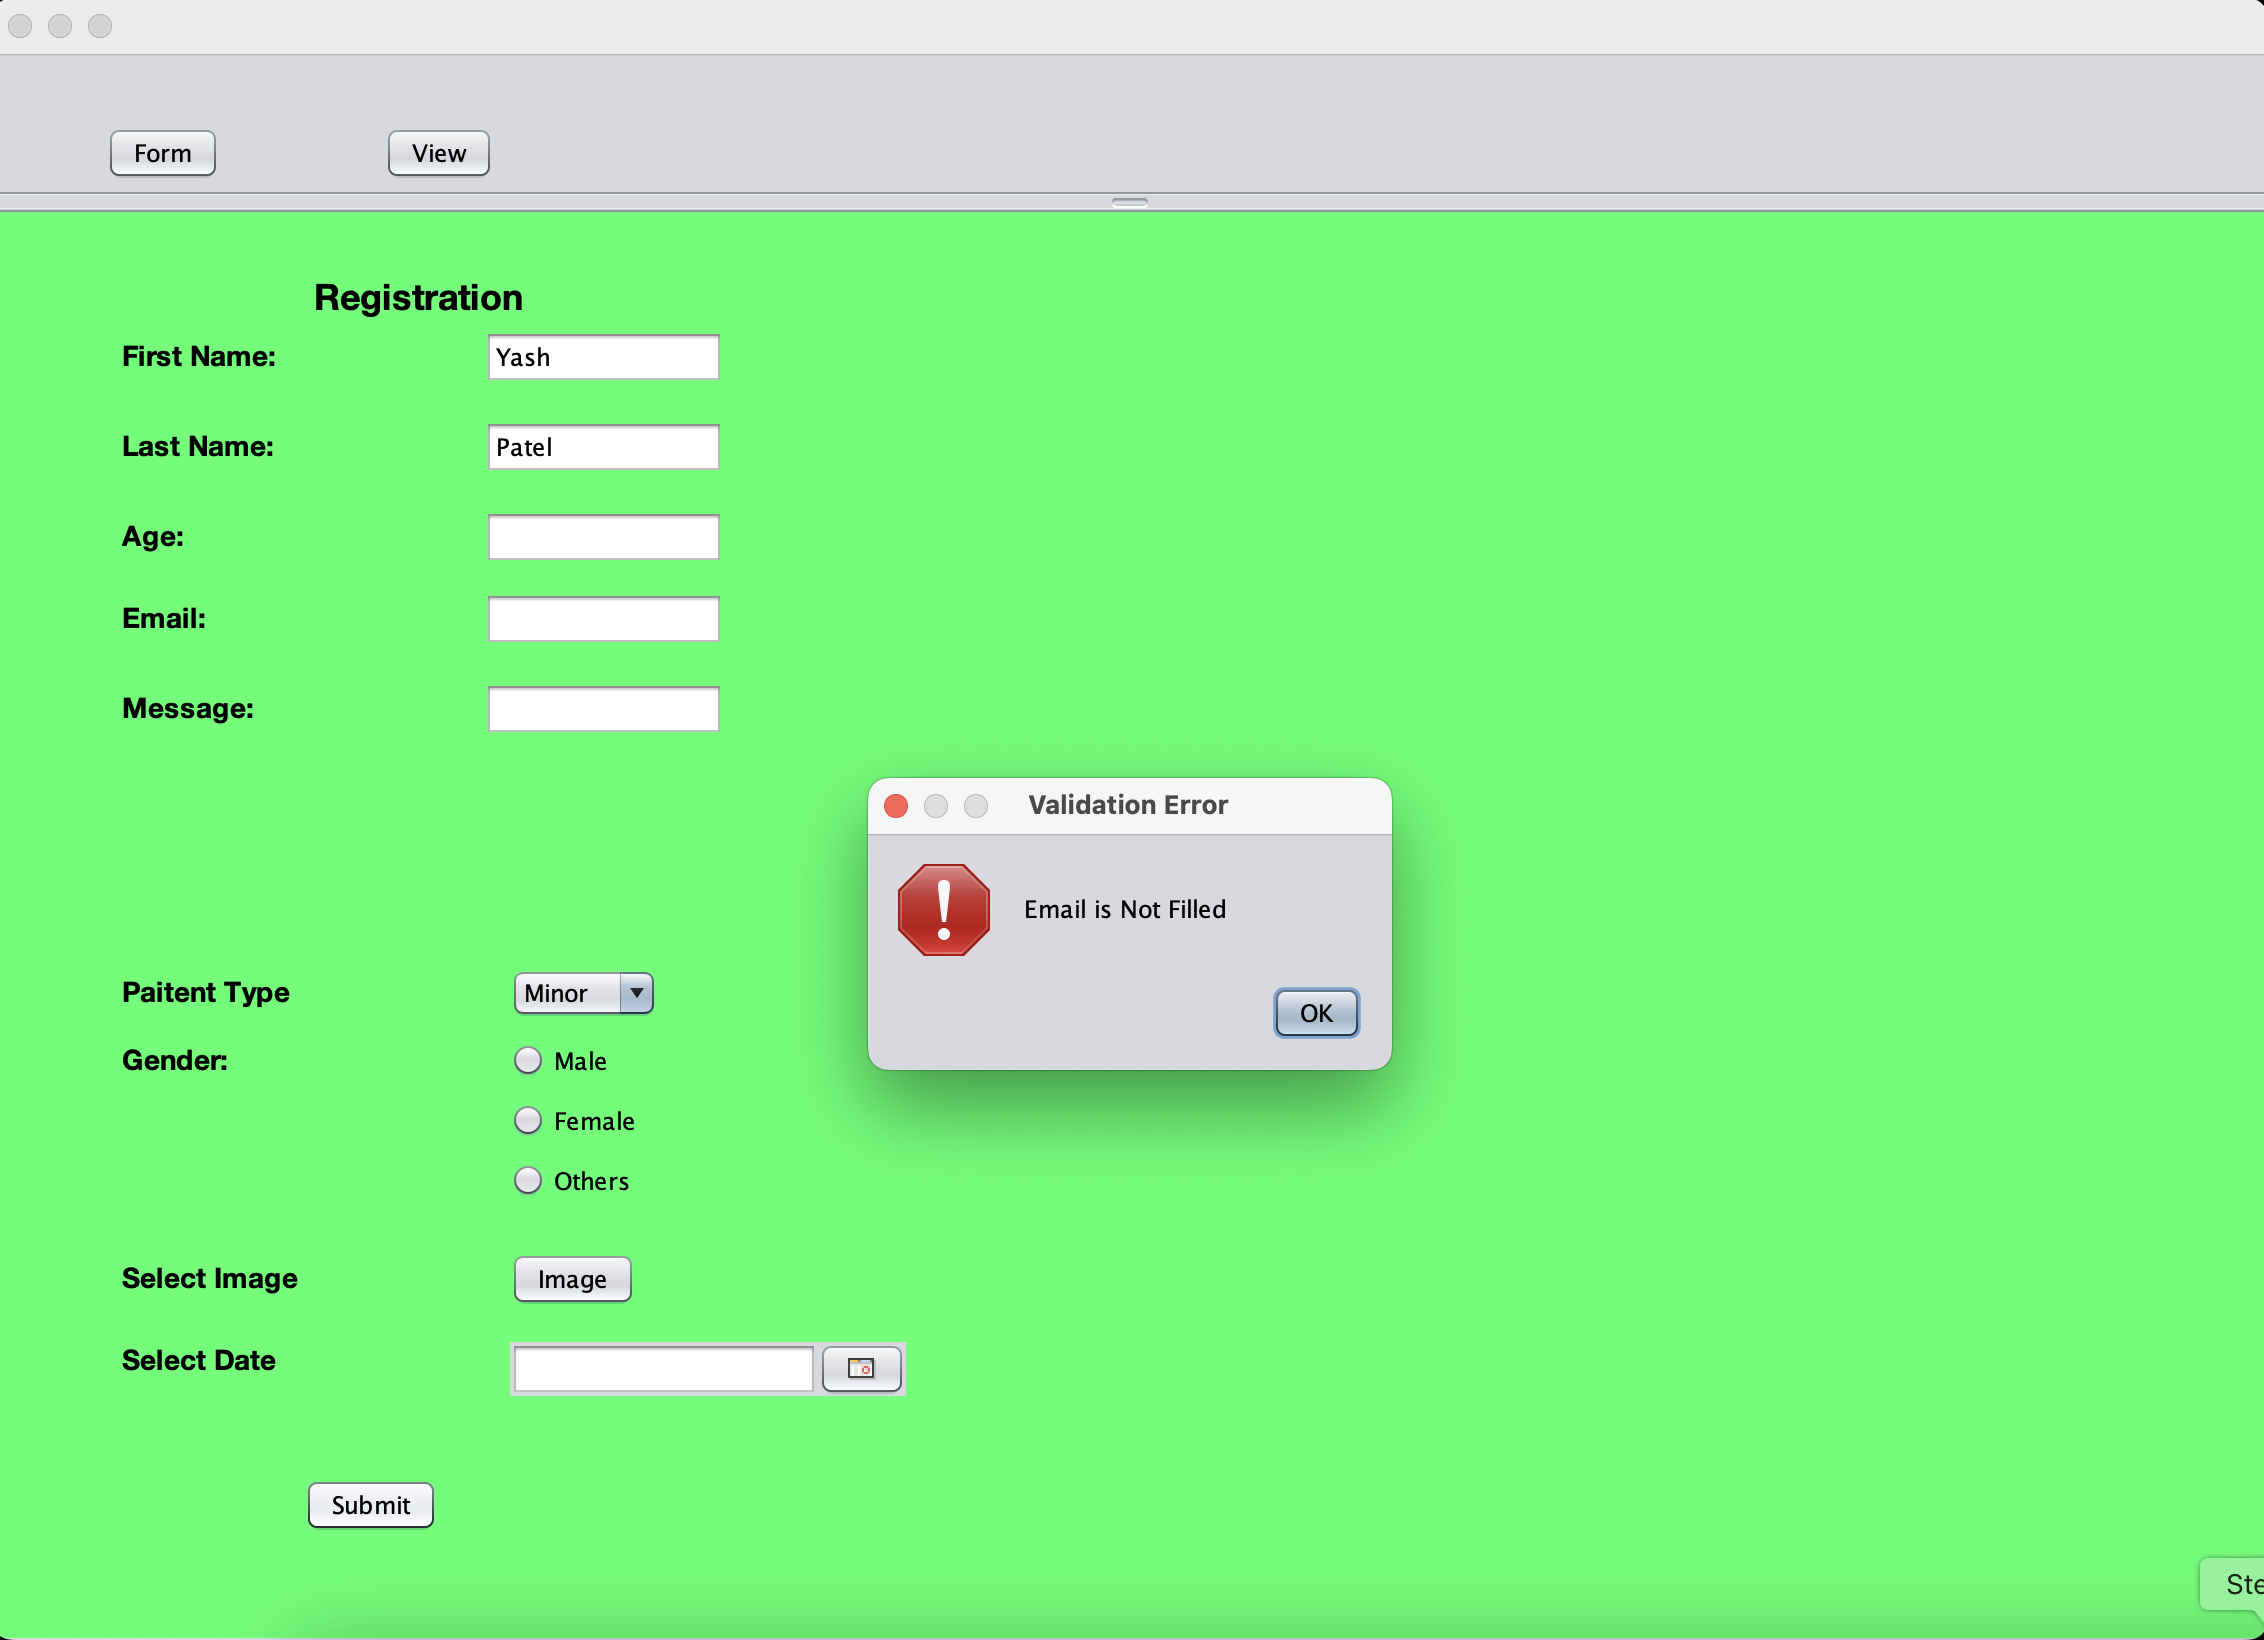 Form
View
Registration
First Name:
Yash
Last Name:
Patel
Age:
Email:
Message:
Validation Error
Email is Not Filled
OK
Paitent Type
Minor
Gender:
Male
Female
Others
Select Image
Image
Select Date
Submit